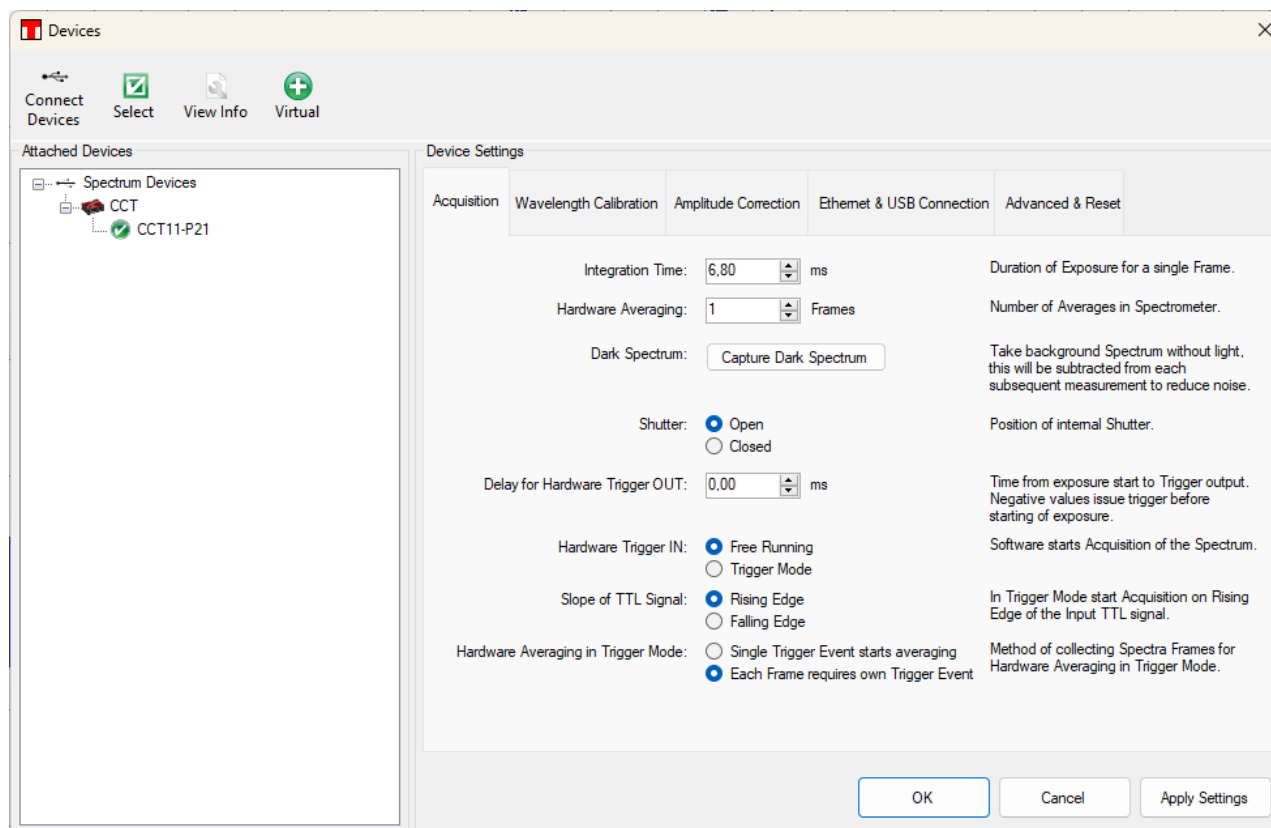 Devices
Connect
Devices
Select
View Info
Virtual
Attached Devices
Spectrum Devices
CCT
CCT11-P21
Device Settings
Acquisition
Wavelength Calibration
Amplitude Correction
Ethernet & USB Connection
Advanced & Reset
Integration Time: 6,80 ms
Duration of Exposure for a single Frame.
Hardware Averaging: 1 Frames
Number of Averages in Spectrometer.
Dark Spectrum: Capture Dark Spectrum
Take background Spectrum without light,
this will be subtracted from each
subsequent measurement to reduce noise.
Shutter: Open
Closed
Position of internal Shutter.
Delay for Hardware Trigger OUT: 0,00 ms
Time from exposure start to Trigger output.
Negative values issue trigger before
starting of exposure.
Hardware Trigger IN: Free Running
Trigger Mode
Software starts Acquisition of the Spectrum.
Slope of TTL Signal: Rising Edge
Falling Edge
In Trigger Mode start Acquisition on Rising
Edge of the Input TTL signal.
Hardware Averaging in Trigger Mode: Single Trigger Event starts averaging
Each Frame requires own Trigger Event
Method of collecting Spectra Frames for
Hardware Averaging in Trigger Mode.
OK
Cancel
Apply Settings